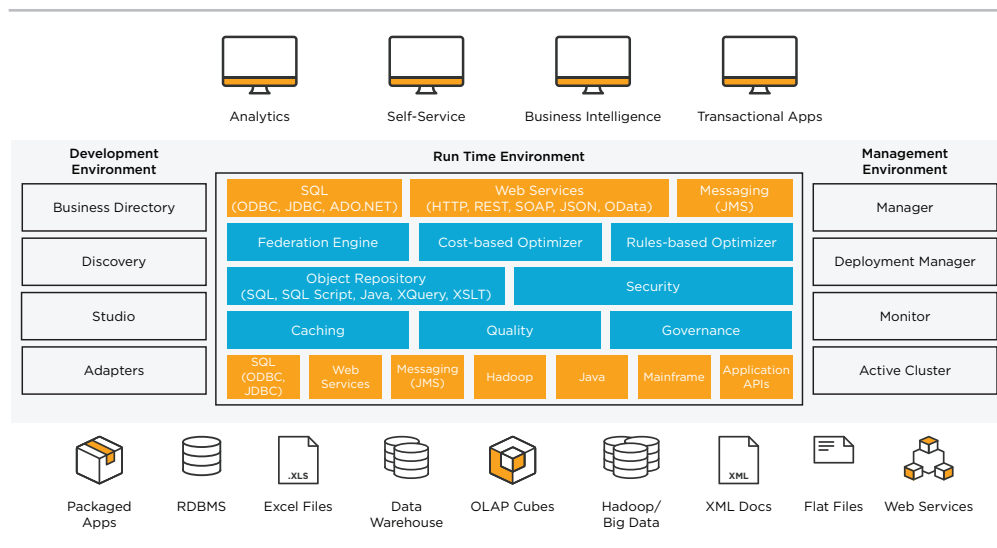 Analytics
Self-Service
Business Intelligence
Transactional Apps
Development
Environment
Business Directory
Discovery
Studio
Adapters
Run Time Environment
SQL
(ODBC, JDBC, ADO.NET)
Web Services
(HTTP, REST, SOAP, JSON, OData)
Messaging
(JMS)
Federation Engine
Cost-based Optimizer
Rules-based Optimizer
Object Repository
(SQL, SQL Script, Java, XQuery, XSLT)
Security
Caching
Quality
Governance
SQL
(ODBC,
JDBC)
Web
Services
Messaging
(JMS)
Hadoop
Java
Mainframe
Application
APIs
Management
Environment
Manager
Deployment Manager
Monitor
Active Cluster
Packaged
Apps
RDBMS
.XLS
Excel Files
Data
Warehouse
OLAP Cubes
Hadoop/
Big Data
XML
XML Docs
Flat Files
Web Services